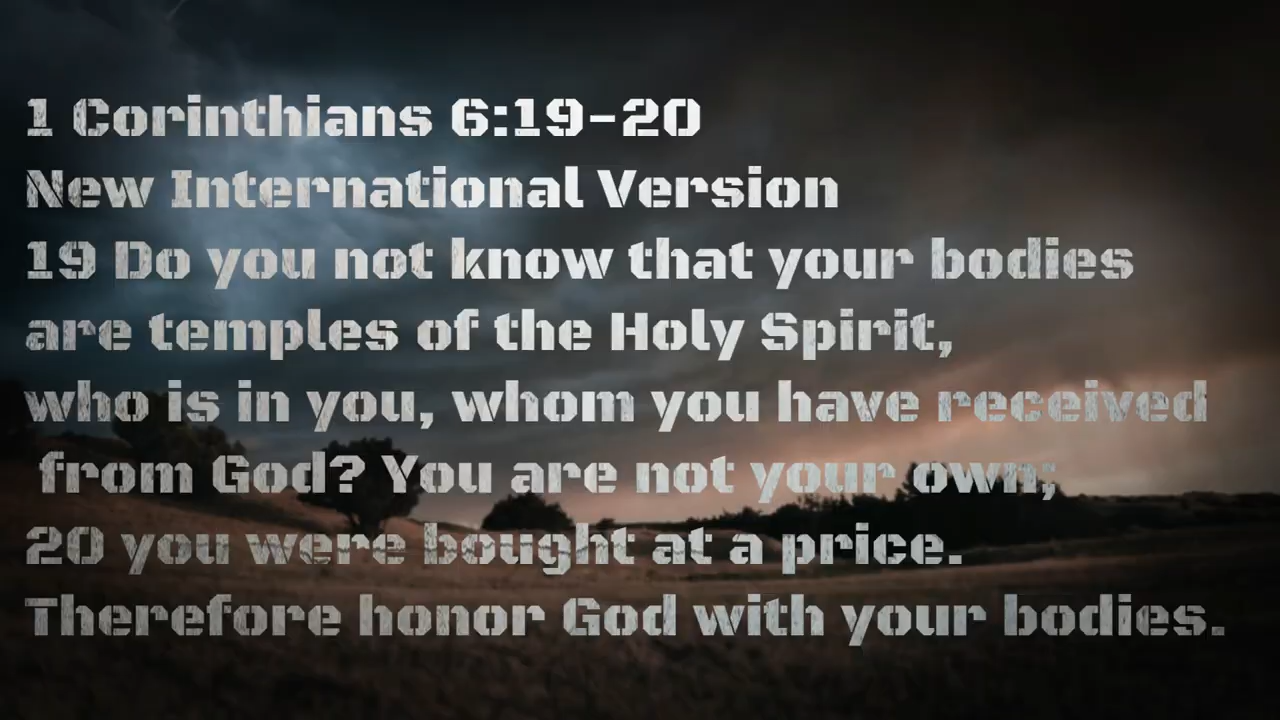 1 Corinthians 6:19-20
New International Version
19 Do you not know that your bodies
are temples of the Holy Spirit,
who is in you, whom you have received
from God? You are not your own;
20 you were bought at a price.
Therefore honor God with your bodies.